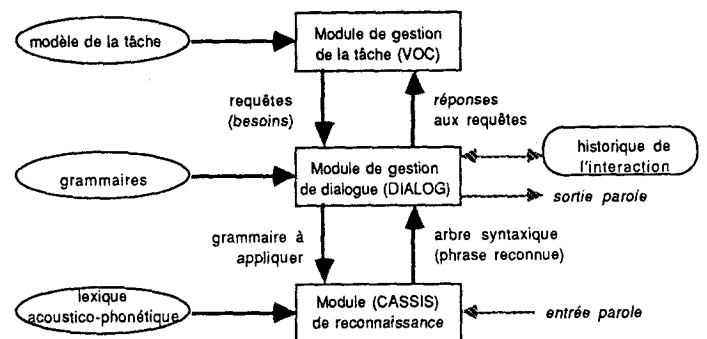 modèle de la tâche
Module de gestion
de la tâche (VOC)
requêtes
(besoins)
réponses
aux requêtes
grammaires
Module de gestion
de dialogue (DIALOG)
historique de
l'interaction
sortie parole
grammaire à
appliquer
arbre syntaxique
(phrase reconnue)
lexique
acoustico-phonétique
Module (CASSIS)
de reconnaissance
entrée parole